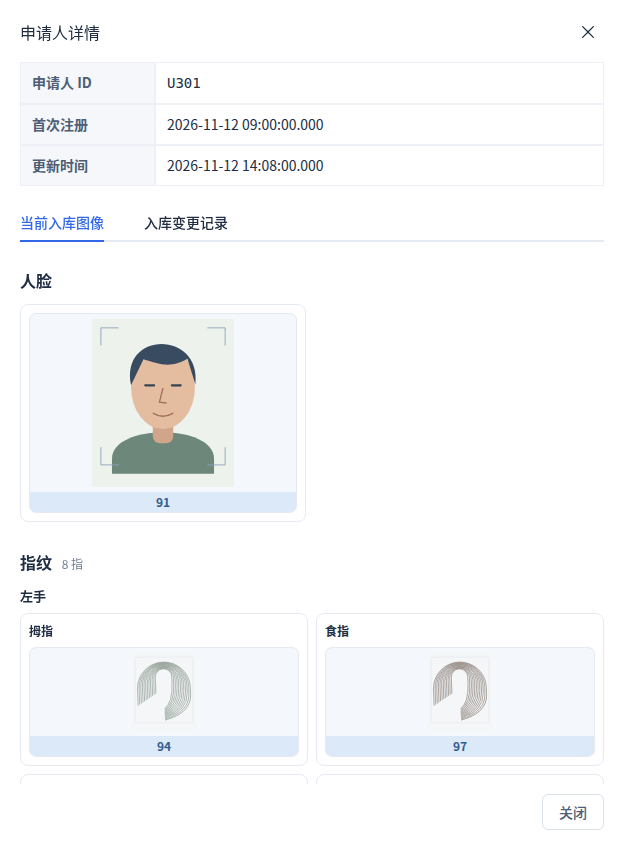 申请人详情
申请人 ID U301
首次注册 2026-11-12 09:00:00.000
更新时间 2026-11-12 14:08:00.000
当前入库图像 入库变更记录
人脸
91
指纹 8 指
左手
拇指 食指
94 97
关闭